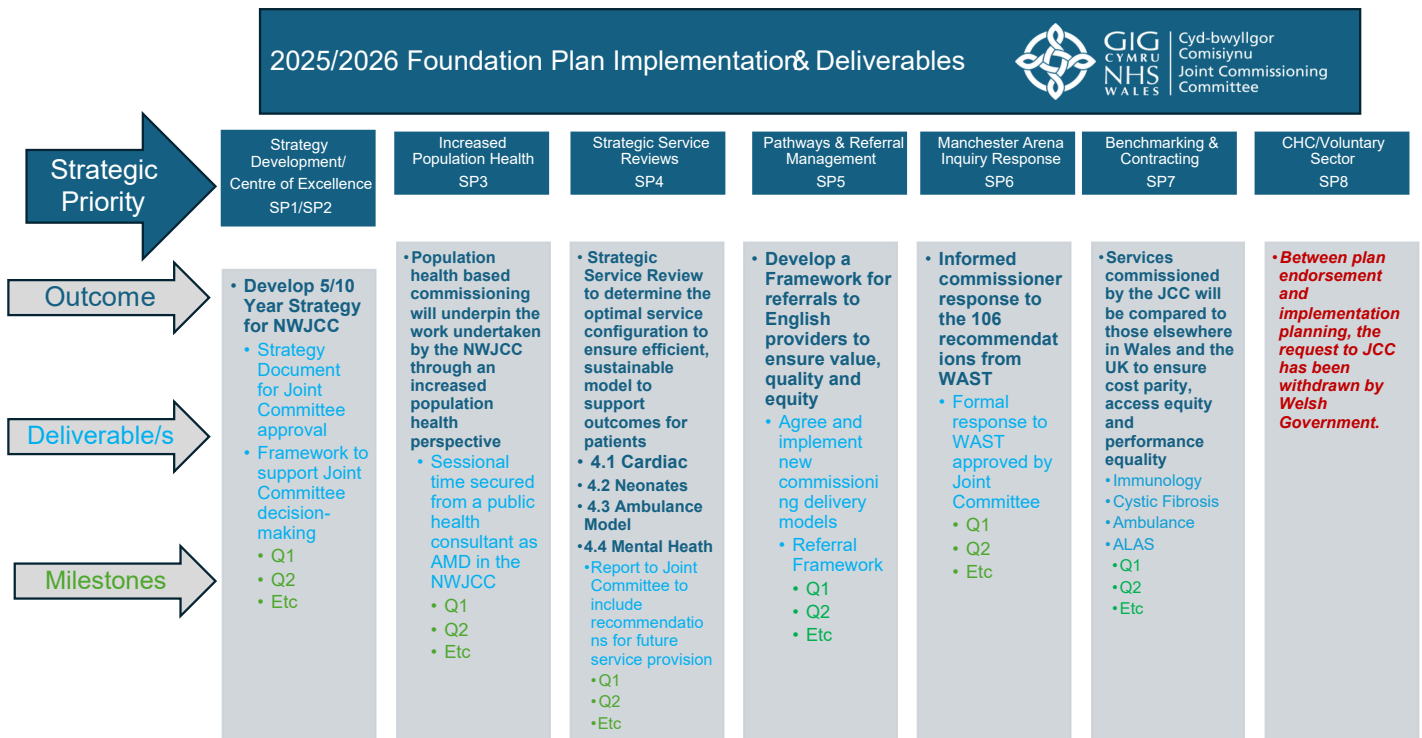 2025/2026 Foundation Plan Implementation& Deliverables
GIG
CYMRU
NHS
WALES
Cyd-bwyllgor
Comisiynu
Joint Commissioning
Committee
Strategic
Priority
Strategy
Development/
Centre of Excellence
SP1/SP2
Increased
Population Health
SP3
Strategic Service
Reviews
SP4
Pathways & Referral
Management
SP5
Manchester Arena
Inquiry Response
SP6
Benchmarking &
Contracting
SP7
CHC/Voluntary
Sector
SP8
Outcome
Deliverable/s
Milestones
• Develop 5/10
Year Strategy
for NWJCC
• Strategy
Document
for Joint
Committee
approval
• Framework to
support Joint
Committee
decision-
making
• Q1
• Q2
• Etc
• Population
health based
commissioning
will underpin the
work undertaken
by the NWJCC
through an
increased
population
health
perspective
• Sessional
time secured
from a public
health
consultant as
AMD in the
NWJCC
• Q1
• Q2
• Etc
• Strategic
Service Review
to determine the
optimal service
configuration to
ensure efficient,
sustainable
model to
support
outcomes for
patients
• 4.1 Cardiac
• 4.2 Neonates
• 4.3 Ambulance
Model
• 4.4 Mental Heath
• Report to Joint
Committee to
include
recommendatio
ns for future
service provision
• Q1
• Q2
• Etc
• Develop a
Framework for
referrals to
English
providers to
ensure value,
quality and
equity
• Agree and
implement
new
commissioni
ng delivery
models
• Referral
Framework
• Q1
• Q2
• Etc
• Informed
commissioner
response to
the 106
recommendat
ions from
WAST
• Formal
response to
WAST
approved by
Joint
Committee
• Q1
• Q2
• Etc
• Services
commissioned
by the JCC will
be compared to
those elsewhere
in Wales and the
UK to ensure
cost parity,
access equity
and
performance
equality
• Immunology
• Cystic Fibrosis
• Ambulance
• ALAS
• Q1
• Q2
• Etc
• Between plan
endorsement
and
implementation
planning, the
request to JCC
has been
withdrawn by
Welsh
Government.